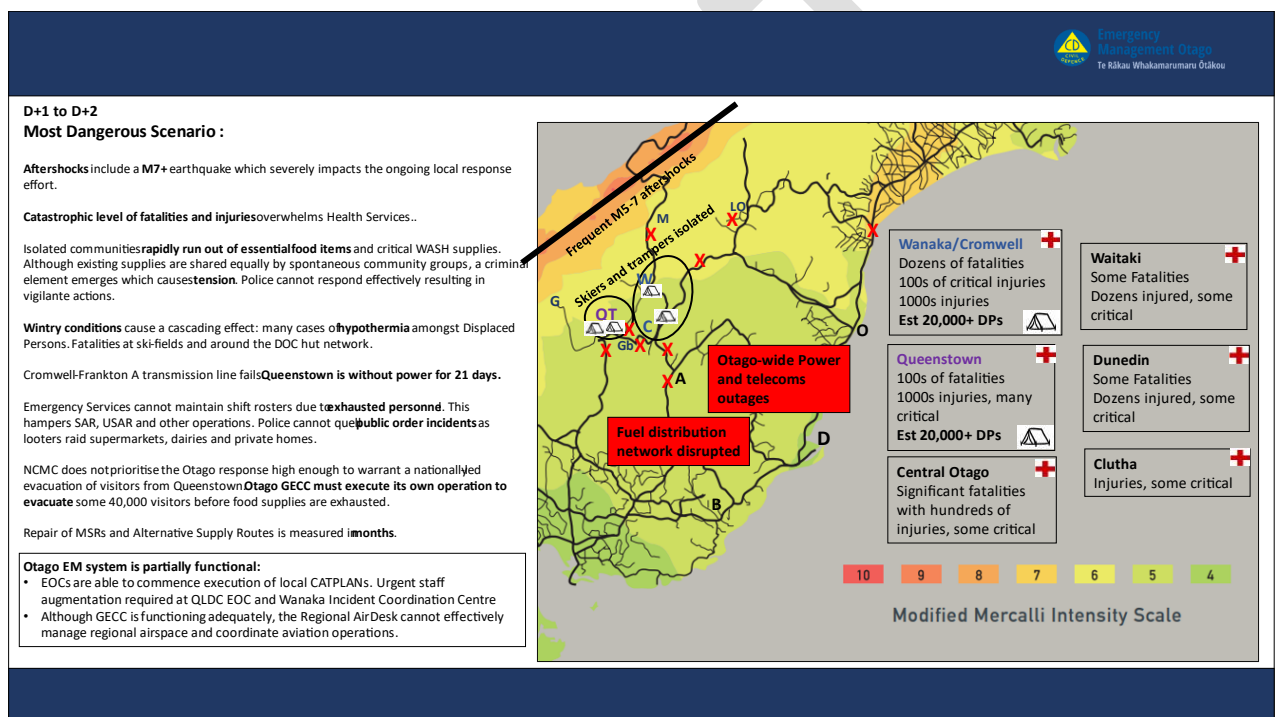 Emergency
Management Otago
Te Rākau Whakamarumaru Ōtākou
CD
CIVIL
DEFENCE
D+1 to D+2
Most Dangerous Scenario :
Aftershocks include a M7+ earthquake which severely impacts the ongoing local response
effort.
Catastrophic level of fatalities and injuries overwhelms Health Services..
Isolated communities rapidly run out of essential food items and critical WASH supplies.
Although existing supplies are shared equally by spontaneous community groups, a criminal
element emerges which causes tension. Police cannot respond effectively resulting in
vigilante actions.
Wintry conditions cause a cascading effect: many cases of hypothermia amongst Displaced
Persons. Fatalities at ski-fields and around the DOC hut network.
Cromwell-Frankton A transmission line fails Queenstown is without power for 21 days.
Emergency Services cannot maintain shift rosters due to exhausted personnel. This
hampers SAR, USAR and other operations. Police cannot quell public order incidents as
looters raid supermarkets, dairies and private homes.
NCMC does not prioritise the Otago response high enough to warrant a nationally led
evacuation of visitors from Queenstown. Otago GECC must execute its own operation to
evacuate some 40,000 visitors before food supplies are exhausted.
Repair of MSRs and Alternative Supply Routes is measured in months.
Otago EM system is partially functional:
• EOCs are able to commence execution of local CATPLANs. Urgent staff
augmentation required at QLDC EOC and Wanaka Incident Coordination Centre
• Although GECC is functioning adequately, the Regional Air Desk cannot effectively
manage regional airspace and coordinate aviation operations.
Frequent M5-7 aftershocks
Skiers and trampers isolated
M
X
LO
X
X
X
W
G
QT
X
C
Gb
X
X
X
X
A
O
D
B
Otago-wide Power
and telecoms
outages
Fuel distribution
network disrupted
Wanaka/Cromwell
Dozens of fatalities
100s of critical injuries
1000s injuries
Est 20,000+ DPs
Waitaki
Some Fatalities
Dozens injured, some
critical
Queenstown
100s of fatalities
1000s injuries, many
critical
Est 20,000+ DPs
Dunedin
Some Fatalities
Dozens injured, some
critical
Central Otago
Significant fatalities
with hundreds of
injuries, some critical
Clutha
Injuries, some critical
10 9 8 7 6 5 4
Modified Mercalli Intensity Scale